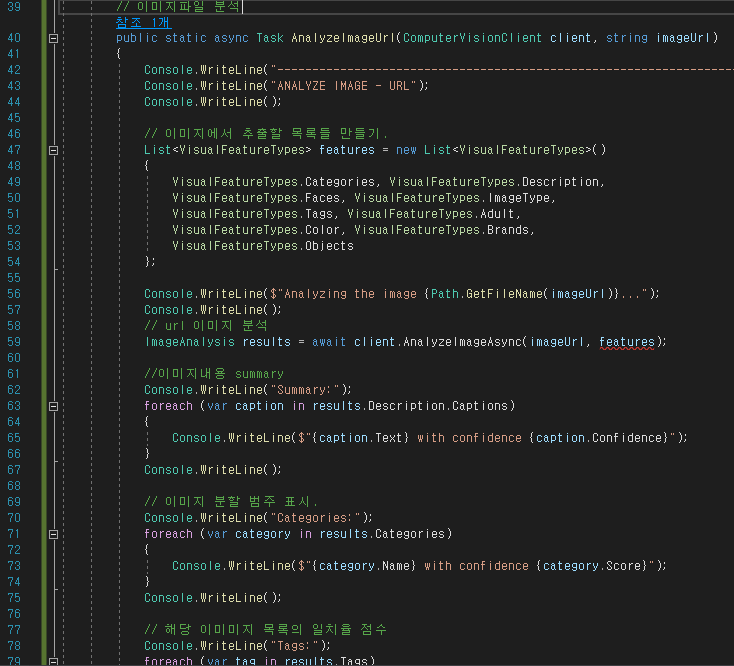 39 // 이미지파일 분석
참조 1개
40 public static async Task AnalyzeImageUrl(ComputerVisionClient client, string imageUrl)
41 {
42 Console.WriteLine("-----------------------------------------------------------------
43 Console.WriteLine("ANALYZE IMAGE - URL");
44 Console.WriteLine();
45
46 // 이미지에서 추출할 목록들 만들기.
47 List<VisualFeatureTypes> features = new List<VisualFeatureTypes>()
48 {
49 VisualFeatureTypes.Categories, VisualFeatureTypes.Description,
50 VisualFeatureTypes.Faces, VisualFeatureTypes.ImageType,
51 VisualFeatureTypes.Tags, VisualFeatureTypes.Adult,
52 VisualFeatureTypes.Color, VisualFeatureTypes.Brands,
53 VisualFeatureTypes.Objects
54 };
55
56 Console.WriteLine($"Analyzing the image {Path.GetFileName(imageUrl)}...");
57 Console.WriteLine();
58 // url 이미지 분석
59 ImageAnalysis results = await client.AnalyzeImageAsync(imageUrl, features);
60
61 //이미지내용 summary
62 Console.WriteLine("Summary:");
63 foreach (var caption in results.Description.Captions)
64 {
65 Console.WriteLine($"{caption.Text} with confidence {caption.Confidence}");
66 }
67 Console.WriteLine();
68
69 // 이미지 분할 범주 표시.
70 Console.WriteLine("Categories:");
71 foreach (var category in results.Categories)
72 {
73 Console.WriteLine($"{category.Name} with confidence {category.Score}");
74 }
75 Console.WriteLine();
76
77 // 해당 이미미지 목록의 일치율 점수
78 Console.WriteLine("Tags:");
79 foreach (var tag in results.Tags)